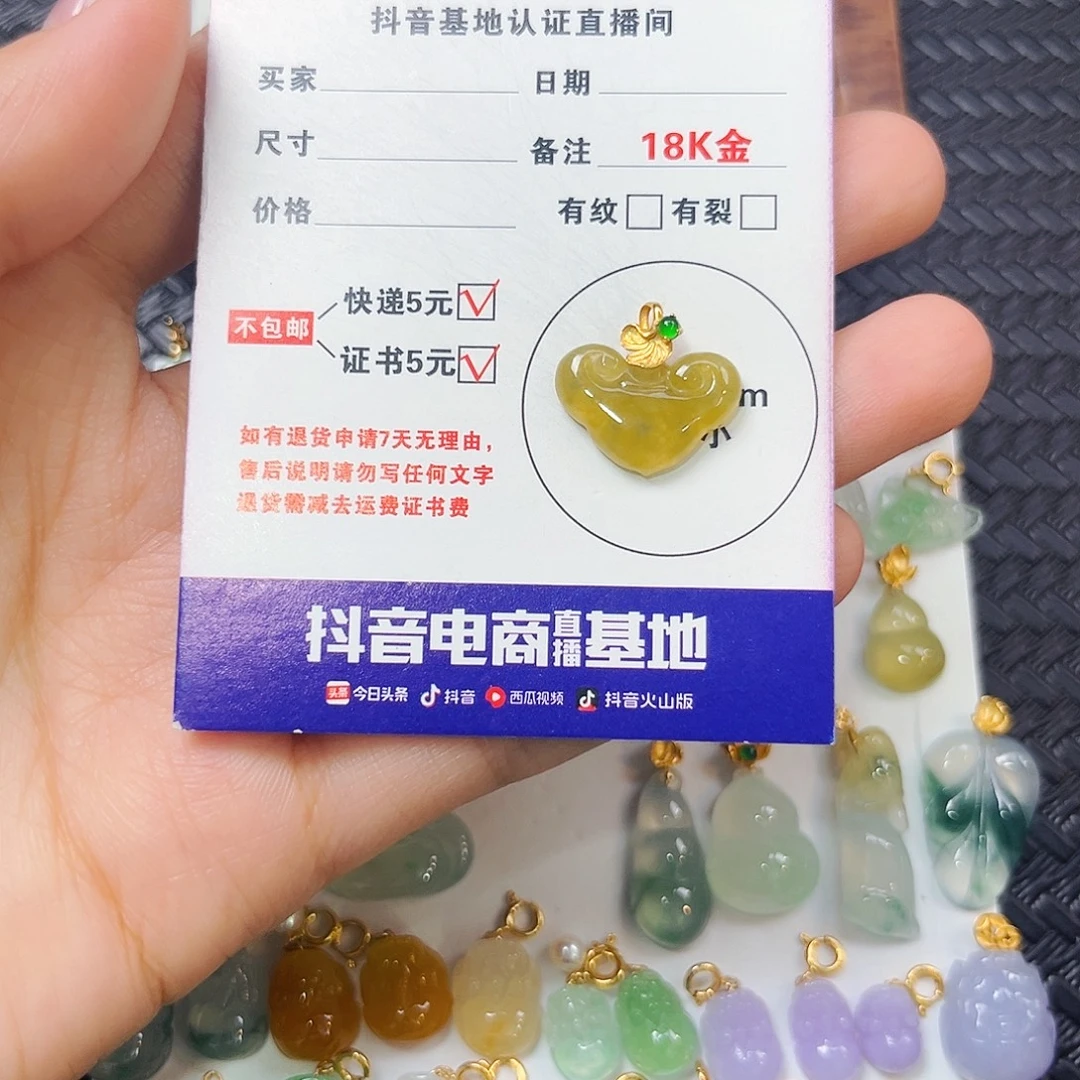 抖音基地认证直播间
买家 日期
尺寸 备注 18K金
价格 有纹 有裂
不包邮
快递5元
证书5元
m
小
如有退货申请7天无理由，
售后说明请勿写任何文字
退货需减去运费证书费
抖音电商直播基地
头条 今日头条 抖音 西瓜视频 抖音火山版